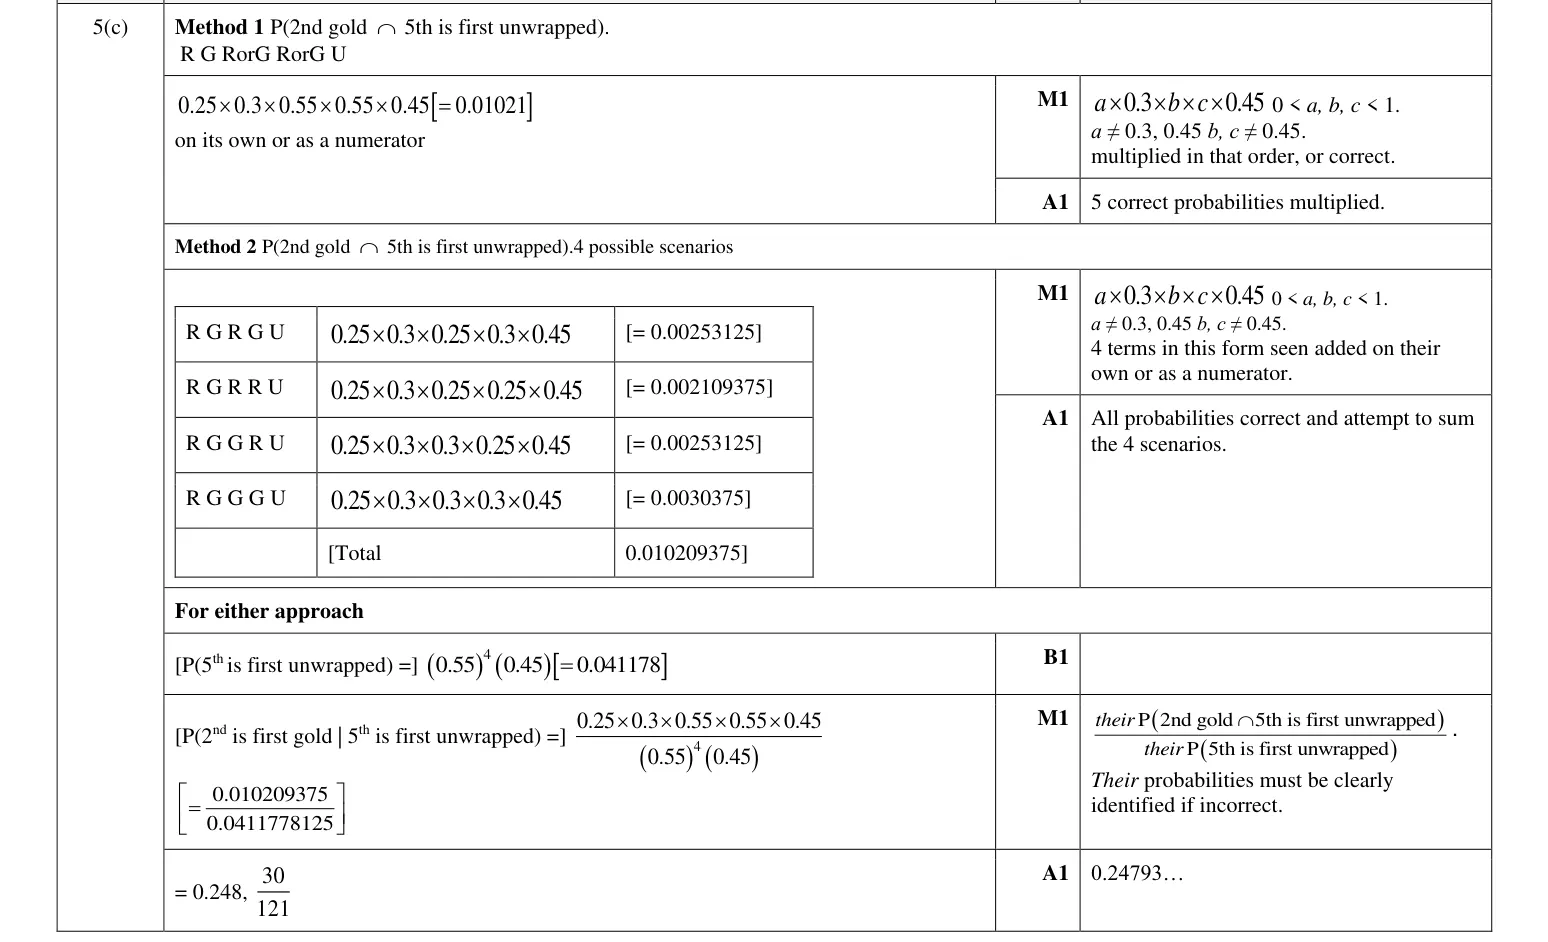 5(c)
Method 1 P(2nd gold ⌒ 5th is first unwrapped).
R G RorG RorG U
0.25×0.3×0.55×0.55×0.45[=0.01021]
on its own or as a numerator
M1
a×0.3×b×c×0.45 0 < a, b, c < 1.
a ≠ 0.3, 0.45 b, c ≠ 0.45.
multiplied in that order, or correct.
A1
5 correct probabilities multiplied.
Method 2 P(2nd gold ⌒ 5th is first unwrapped).4 possible scenarios
R G R G U 0.25×0.3×0.25×0.3×0.45 [= 0.00253125]
R G R R U 0.25×0.3×0.25×0.25×0.45 [= 0.002109375]
R G G R U 0.25×0.3×0.3×0.25×0.45 [= 0.00253125]
R G G G U 0.25×0.3×0.3×0.3×0.45 [= 0.0030375]
[Total 0.010209375]
M1
a×0.3×b×c×0.45 0 < a, b, c < 1.
a ≠ 0.3, 0.45 b, c ≠ 0.45.
4 terms in this form seen added on their
own or as a numerator.
A1
All probabilities correct and attempt to sum
the 4 scenarios.
For either approach
[P(5th is first unwrapped) =] (0.55)^4 (0.45)[=0.041178]
B1
[P(2nd is first gold | 5th is first unwrapped) =] 0.25×0.3×0.55×0.55×0.45 / (0.55)^4 (0.45)
[= 0.010209375 / 0.0411778125]
M1
their P(2nd gold ⌒5th is first unwrapped) / their P(5th is first unwrapped) .
Their probabilities must be clearly
identified if incorrect.
= 0.248, 30/121
A1
0.24793…